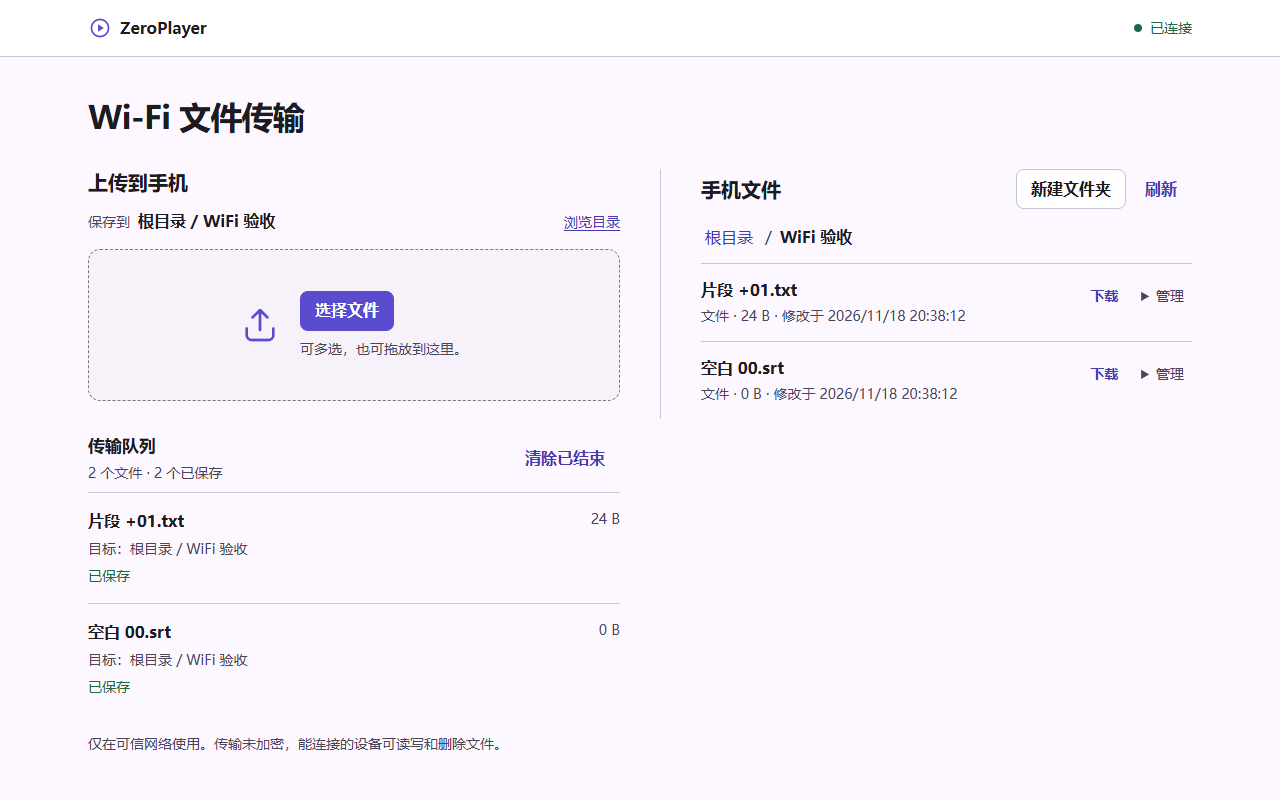 ZeroPlayer
已连接
Wi-Fi 文件传输
上传到手机
保存到 根目录 / WiFi 验收
浏览目录
选择文件
可多选，也可拖放到这里。
传输队列
2 个文件 · 2 个已保存
清除已结束
片段 +01.txt
24 B
目标：根目录 / WiFi 验收
已保存
空白 00.srt
0 B
目标：根目录 / WiFi 验收
已保存
手机文件
新建文件夹
刷新
根目录 / WiFi 验收
片段 +01.txt
文件 · 24 B · 修改于 2026/11/18 20:38:12
下载
管理
空白 00.srt
文件 · 0 B · 修改于 2026/11/18 20:38:12
下载
管理
仅在可信网络使用。传输未加密，能连接的设备可读写和删除文件。